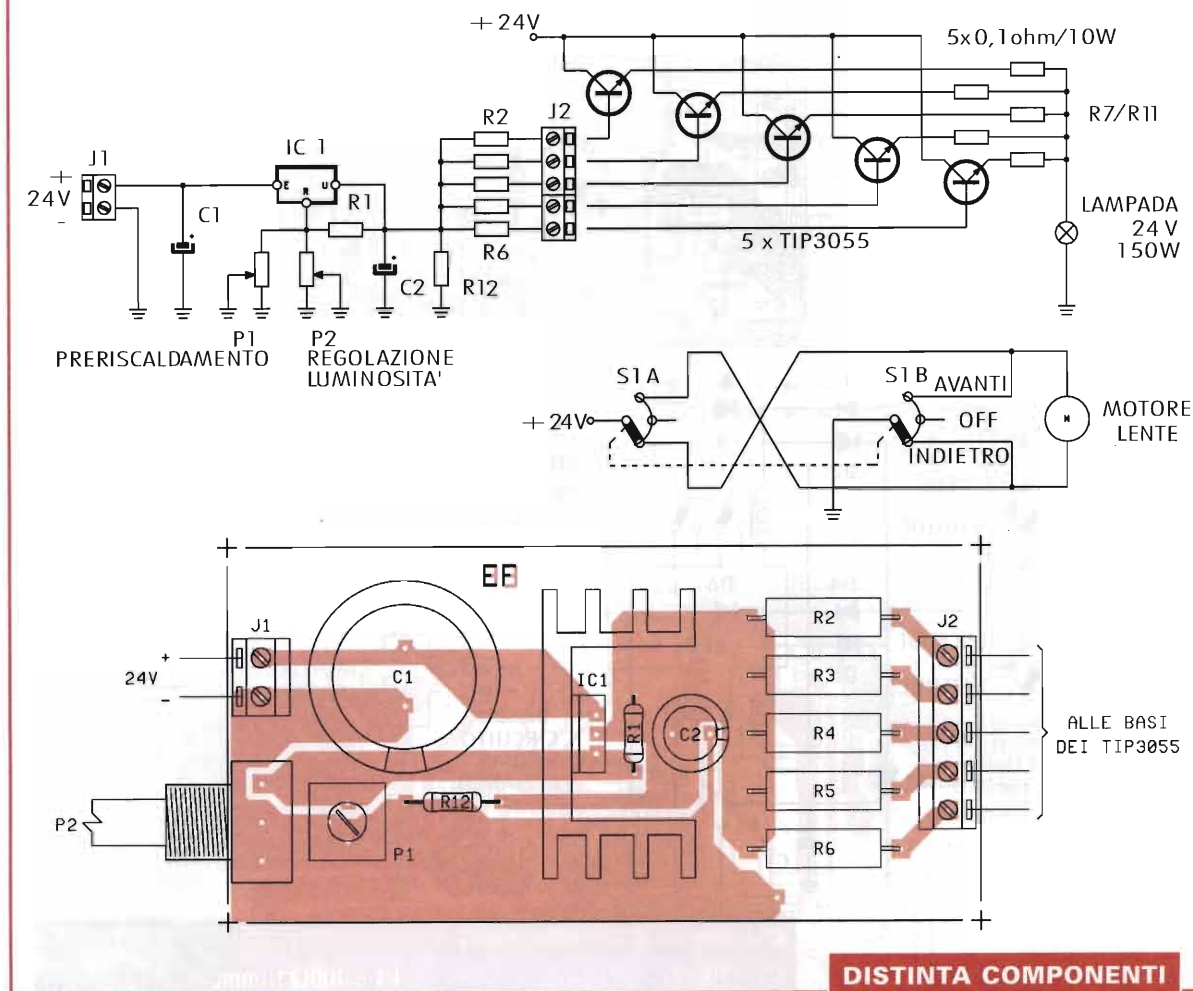 +24V
5x0,1ohm/10W
R2
J2
R7/R11
J1
IC 1
+
24V
-
E
R
U
R1
C1
R6
5 x TIP3055
LAMPADA
24 V
150W
C2
R12
P1
PRERISCALDAMENTO
P2
REGOLAZIONE
LUMINOSITA'
S1A
S1B
AVANTI
+24V
OFF
INDIETRO
M
MOTORE
LENTE
EE
J1
+
24V
-
C1
IC1
R1
C2
R2
R3
R4
R5
R6
J2
ALLE BASI
DEI TIP3055
P2
R12
P1
DISTINTA COMPONENTI